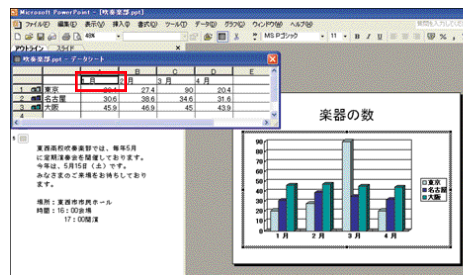 Microsoft PowerPoint - [吹奏楽部.ppt]
ファイル(F) 編集(E) 表示(V) 挿入(I) 書式(O) ツール(T) データ(D) グラフ(G) ウィンドウ(W) ヘルプ(H)
48%
MS Pゴシック 11 B I U %
アウトライン スライド
吹奏楽部.ppt - データシート
A B C D E
1月 2月 3月 4月
1 東京 20.4 27.4 90 20.4
2 名古屋 30.6 38.6 34.6 31.6
3 大阪 45.9 46.9 45 43.9
4
東西高形吹奏楽部では、毎年5月
に定期演奏会を開催しております。
今年は、5月15日(土)です。
みなさまのご来場をお待ちしており
ます。
場所:東西市市民ホール
時間:16:00会場
17:00開演
楽器の数
90
80
70
60
50
40
30
20
10
0
1月 2月 3月 4月
東京
名古屋
大阪